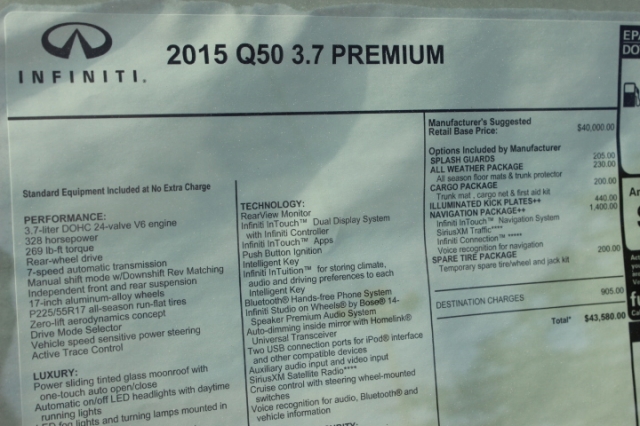 INFINITI.
2015 Q50 3.7 PREMIUM
Standard Equipment Included at No Extra Charge
PERFORMANCE:
3.7-liter DOHC 24-valve V6 engine
328 horsepower
269 lb-ft torque
Rear-wheel drive
7-speed automatic transmission
Manual shift mode w/Downshift Rev Matching
Independent front and rear suspension
17-inch aluminum-alloy wheels
P225/55R17 all-season run-flat tires
Zero-lift aerodynamics concept
Drive Mode Selector
Vehicle speed sensitive power steering
Active Trace Control
LUXURY:
Power sliding tinted glass moonroof with
one-touch auto open/close
Automatic on/off LED headlights with daytime
running lights
LED fog lights and turning lamps mounted in
TECHNOLOGY:
RearView Monitor
Infiniti InTouch™ Dual Display System
with Infiniti Controller
Infiniti InTouch™ Apps
Push Button Ignition
Intelligent Key
Infiniti InTuition™ for storing climate,
audio and driving preferences to each
Intelligent Key
Bluetooth® Hands-free Phone System
Infiniti Studio on Wheels® by Bose® 14-
Speaker Premium Audio System
Auto-dimming inside mirror with Homelink®
Universal Transceiver
Two USB connection ports for iPod® interface
and other compatible devices
Auxiliary audio input and video input
SiriusXM Satellite Radio****
Cruise control with steering wheel-mounted
switches
Voice recognition for audio, Bluetooth® and
vehicle information
Manufacturer's Suggested
Retail Base Price: $40,000.00
Options Included by Manufacturer
SPLASH GUARDS 205.00
ALL WEATHER PACKAGE 230.00
All season floor mats & trunk protector
CARGO PACKAGE 200.00
Trunk mat , cargo net & first aid kit
ILLUMINATED KICK PLATES++ 440.00
NAVIGATION PACKAGE++ 1,400.00
Infiniti InTouch™ Navigation System
SiriusXM Traffic****
Infiniti Connection™ *****
Voice recognition for navigation
SPARE TIRE PACKAGE 200.00
Temporary spare tire/wheel and jack kit
DESTINATION CHARGES 905.00
Total* $43,580.00
EPA
DO